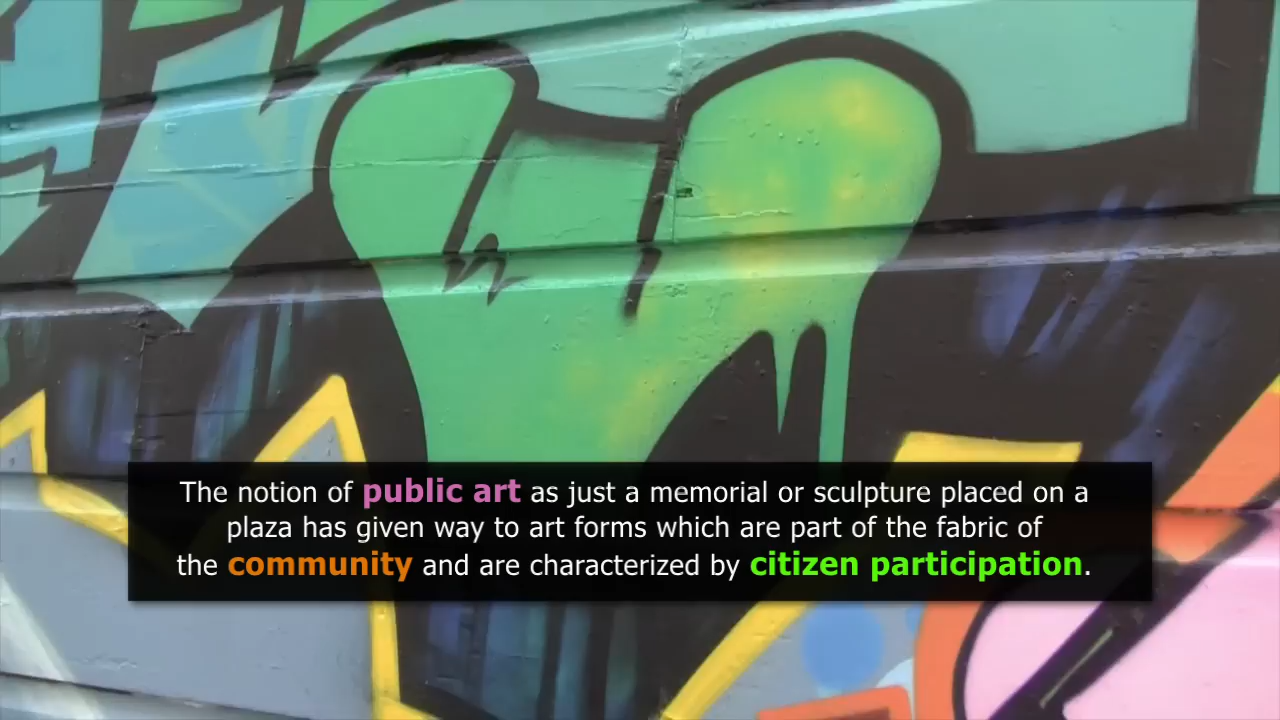 The notion of public art as just a memorial or sculpture placed on a
plaza has given way to art forms which are part of the fabric of
the community and are characterized by citizen participation.